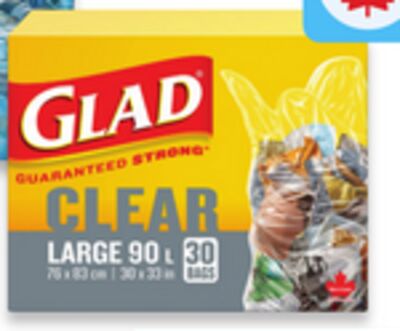 GLAD
GUARANTEED STRONG
CLEAR
LARGE 90 L
76 x 83 cm | 30 x 33 in
30
BAGS